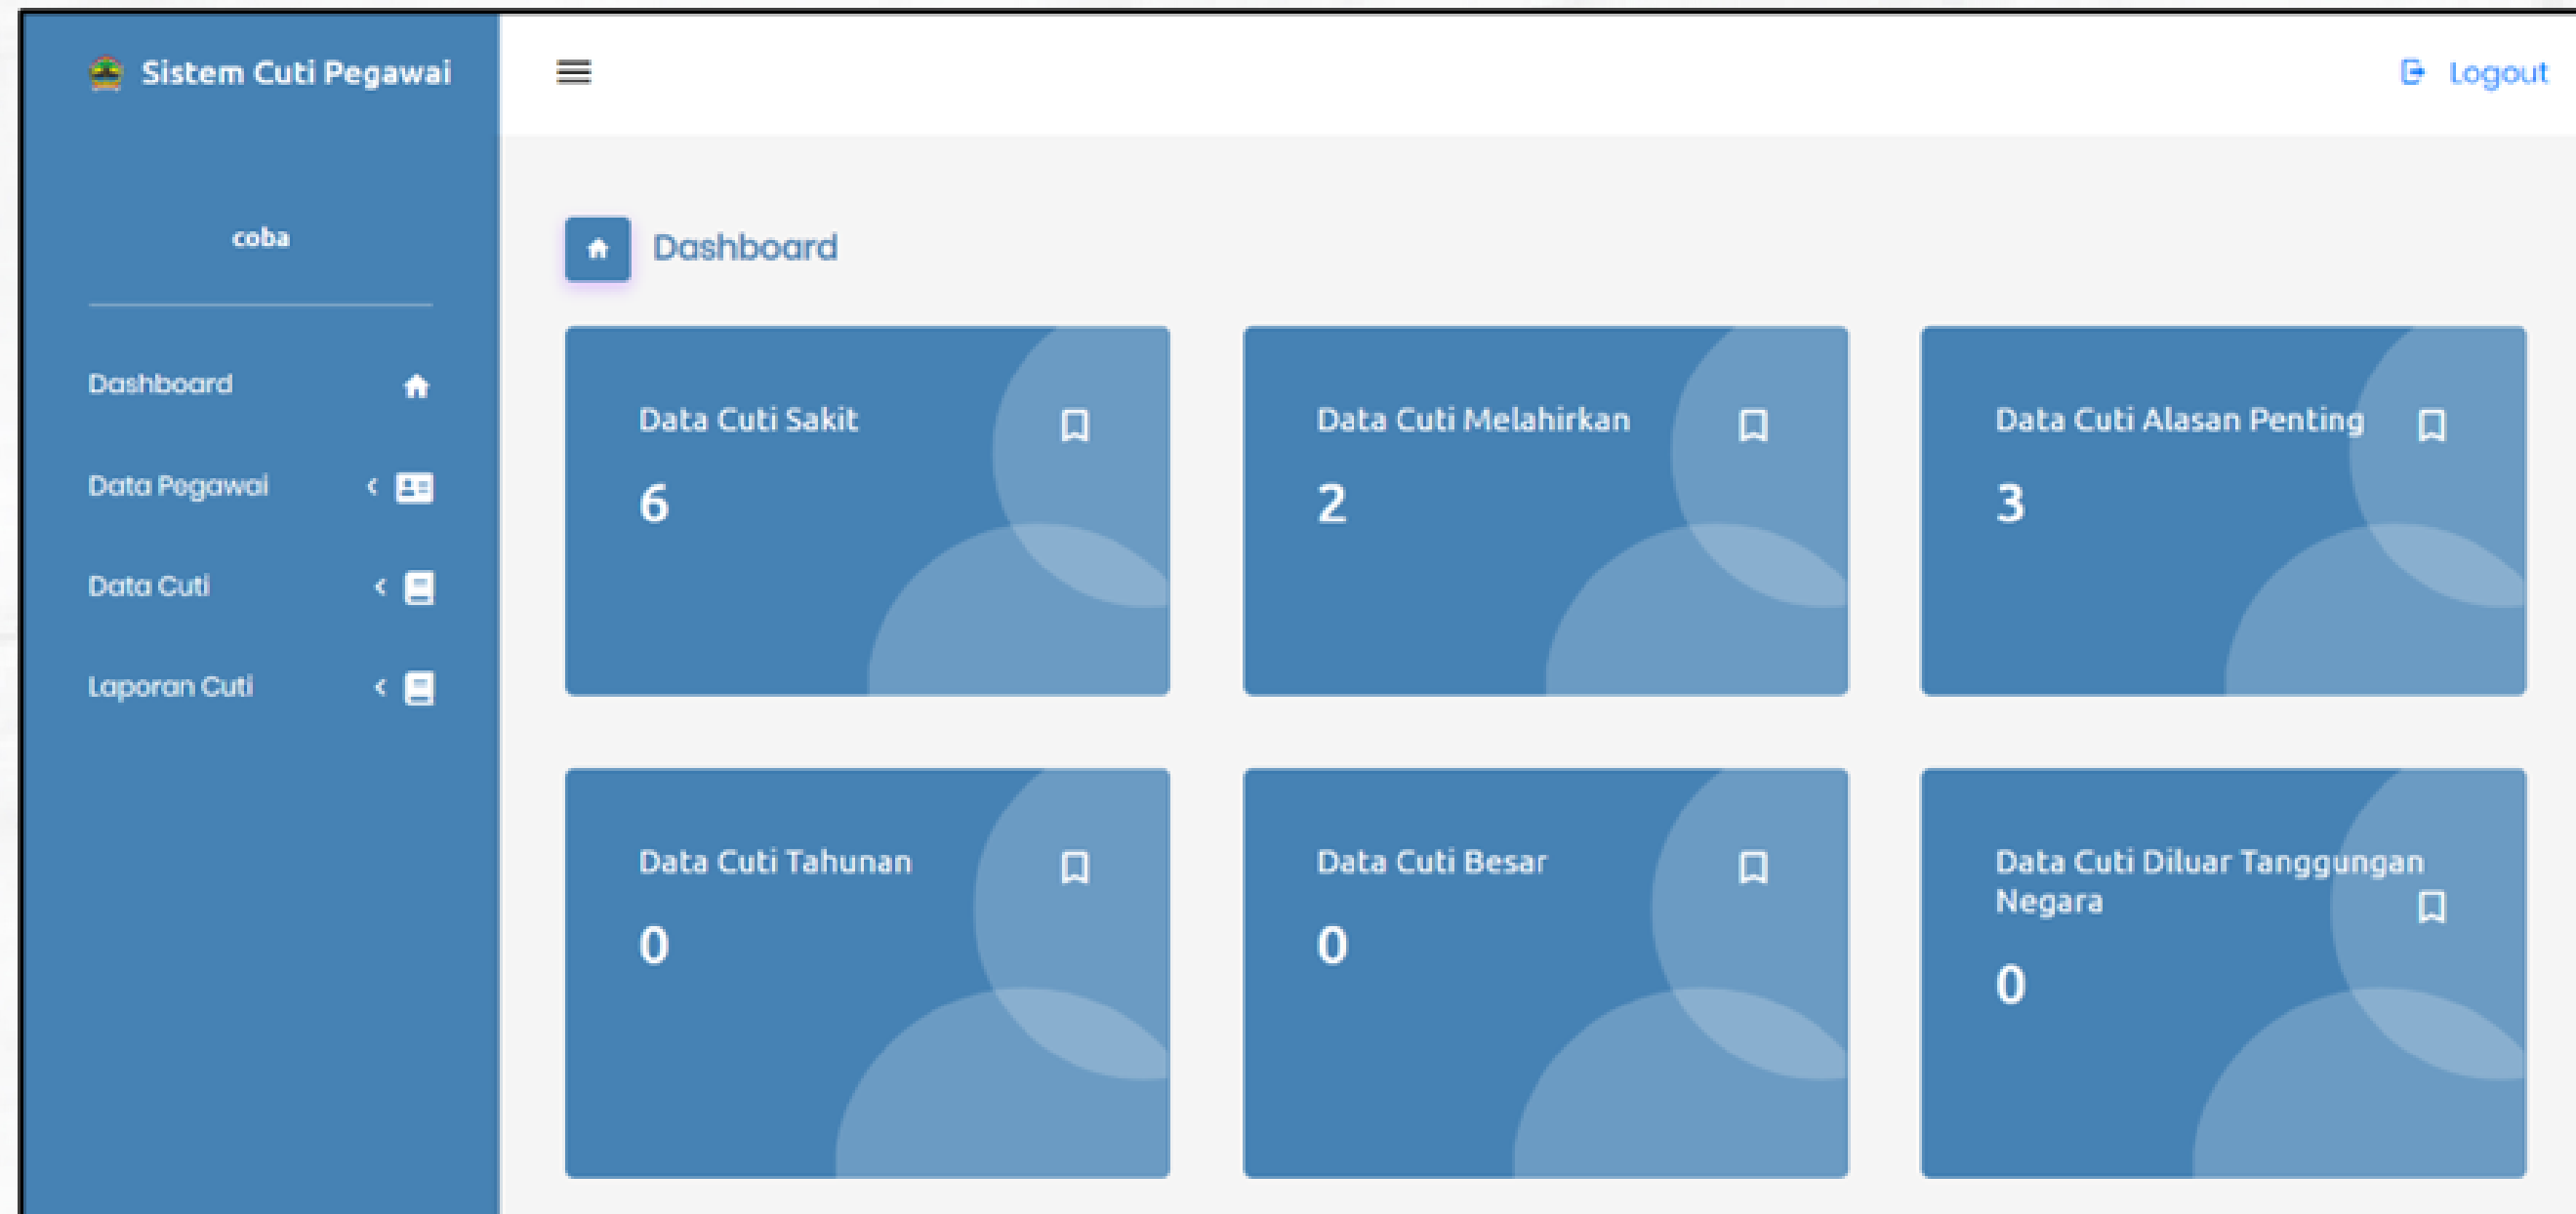 Sistem Cuti Pegawai
Logout
coba
Dashboard
Data Pegawai
Data Cuti
Laporan Cuti
Dashboard
Data Cuti Sakit
6
Data Cuti Melahirkan
2
Data Cuti Alasan Penting
3
Data Cuti Tahunan
0
Data Cuti Besar
0
Data Cuti Diluar Tanggungan
Negara
0